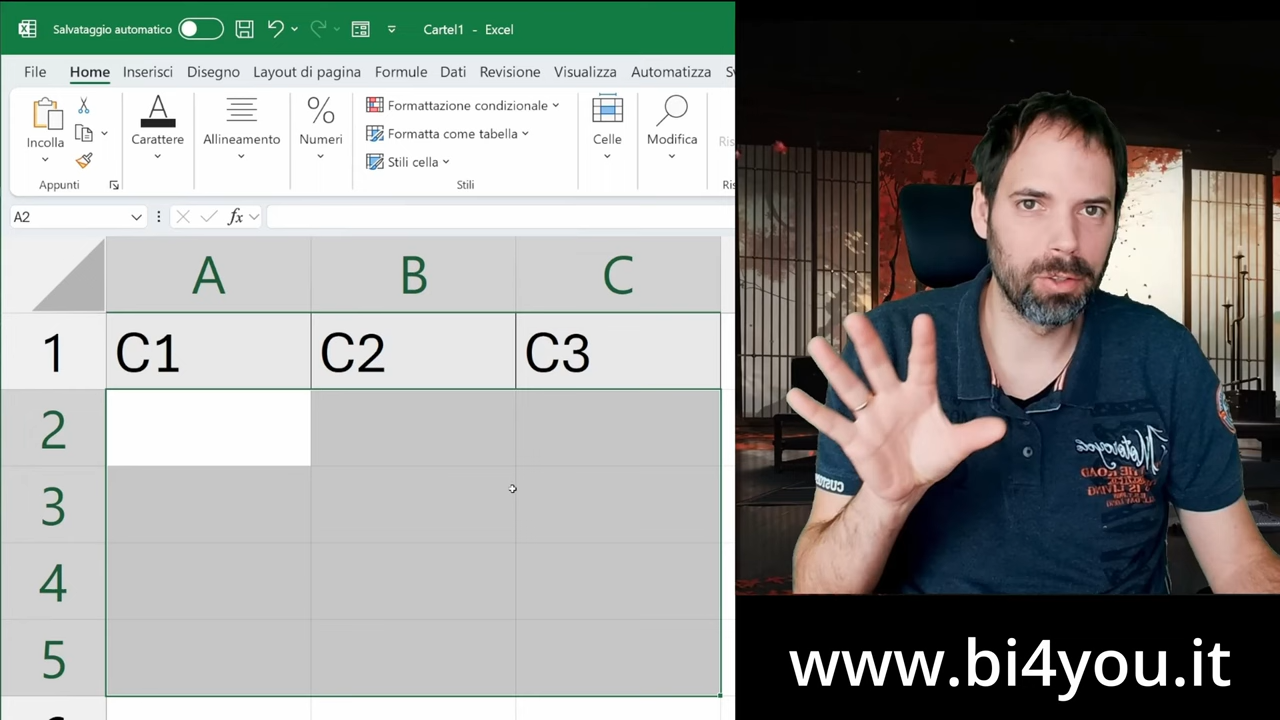 Salvataggio automatico
Cartel1 - Excel
File Home Inserisci Disegno Layout di pagina Formule Dati Revisione Visualizza Automatizza
Incolla
Carattere
Allineamento
Numeri
Formattazione condizionale
Formatta come tabella
Stili cella
Celle
Modifica
Appunti
Stili
A2
fx
A B C
1 C1 C2 C3
2
3
4
5
www.bi4you.it